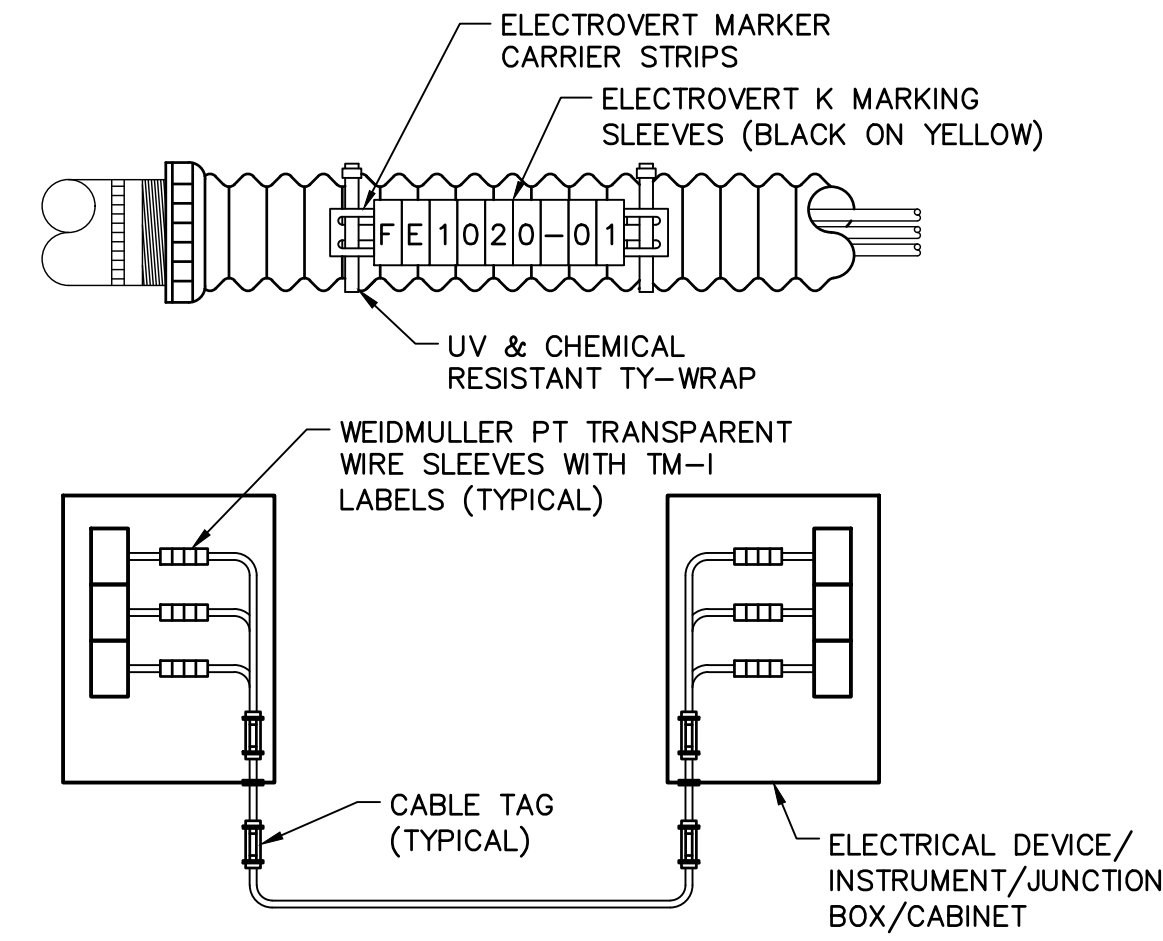 ELECTROVERT MARKER
CARRIER STRIPS
ELECTROVERT K MARKING
SLEEVES (BLACK ON YELLOW)
FE1020-01
UV & CHEMICAL
RESISTANT TY-WRAP
WEIDMULLER PT TRANSPARENT
WIRE SLEEVES WITH TM-I
LABELS (TYPICAL)
CABLE TAG
(TYPICAL)
ELECTRICAL DEVICE/
INSTRUMENT/JUNCTION
BOX/CABINET